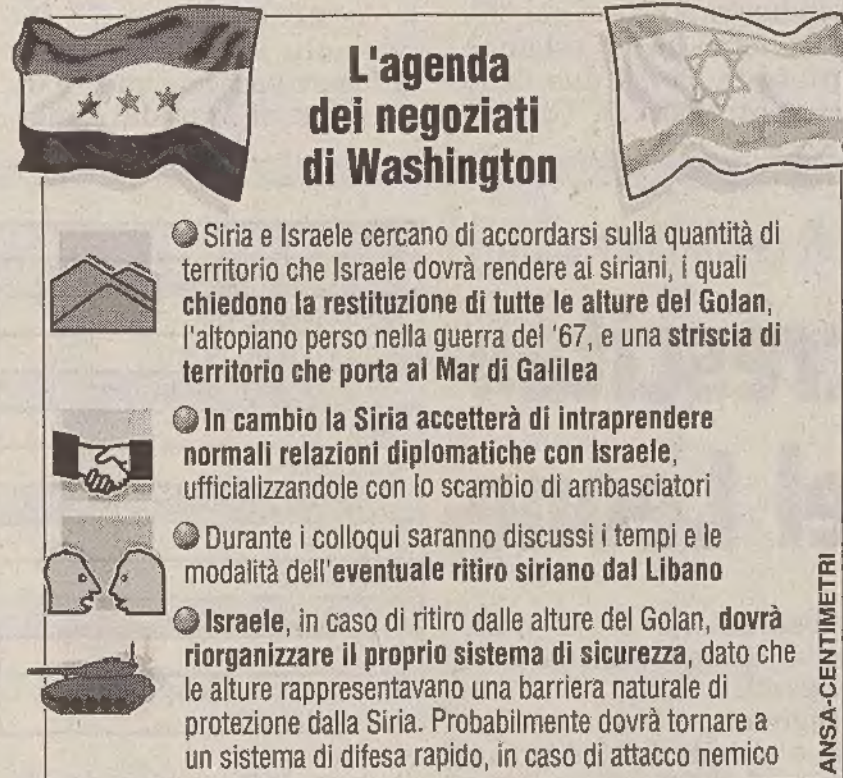 L'agenda
dei negoziati
di Washington
Siria e Israele cercano di accordarsi sulla quantità di
territorio che Israele dovrà rendere ai siriani, i quali
chiedono la restituzione di tutte le alture del Golan,
l'altopiano perso nella guerra del '67, e una striscia di
territorio che porta al Mar di Galilea
In cambio la Siria accetterà di intraprendere
normali relazioni diplomatiche con Israele,
ufficializzandole con lo scambio di ambasciatori
Durante i colloqui saranno discussi i tempi e le
modalità dell'eventuale ritiro siriano dal Libano
Israele, in caso di ritiro dalle alture del Golan, dovrà
riorganizzare il proprio sistema di sicurezza, dato che
le alture rappresentavano una barriera naturale di
protezione dalla Siria. Probabilmente dovrà tornare a
un sistema di difesa rapido, in caso di attacco nemico
ANSA-CENTIMETRI